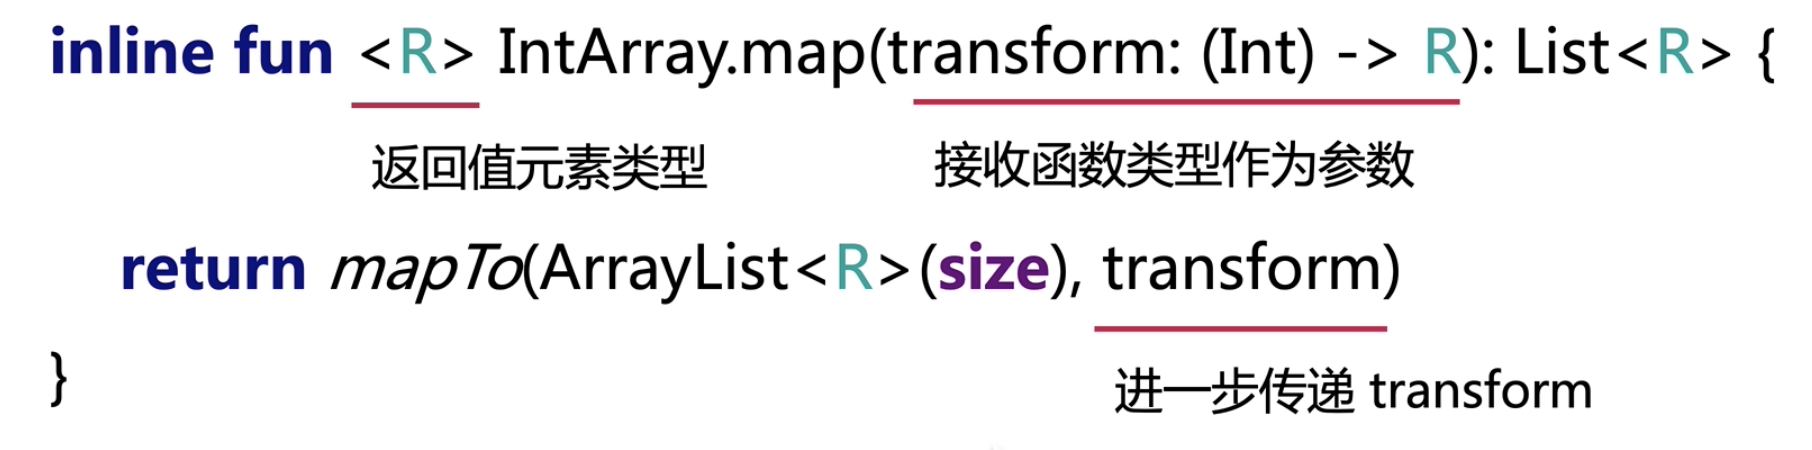 inline fun <R> IntArray.map(transform: (Int) -> R): List<R> {
返回值元素类型 接收函数类型作为参数
return mapTo(ArrayList<R>(size), transform)
进一步传递 transform
}